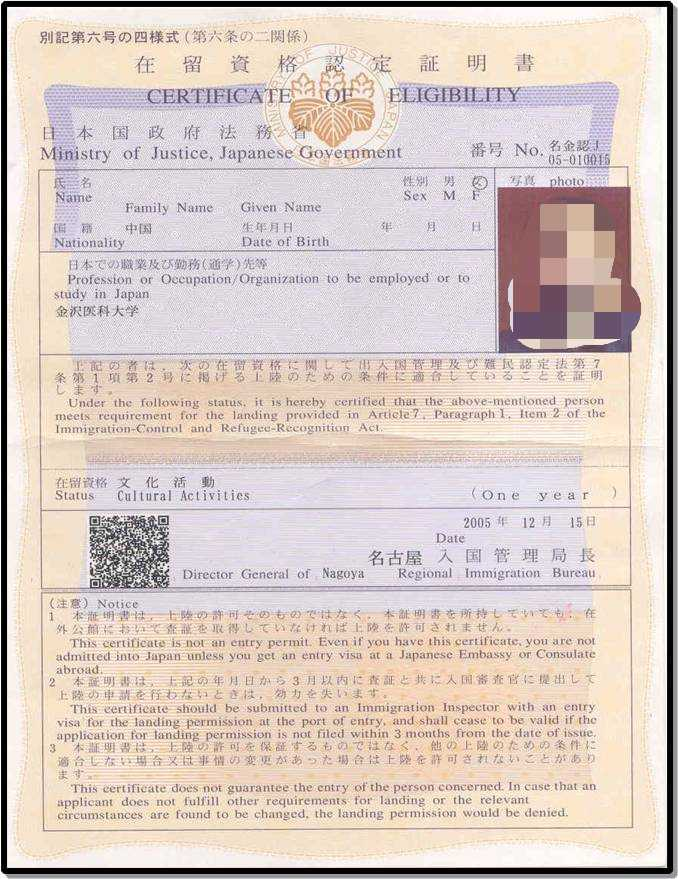 別記第六号の四様式(第六条の二関係)
在留資格認定証明書
CERTIFICATE OF ELIGIBILITY
MINISTRY OF JUSTICE JAPAN
日本国政府法務省
Ministry of Justice, Japanese Government
番号 No. 名金認J 05-010015
氏名 性別 男 女 写真 photo
Name Sex M F
Family Name Given Name
国籍 中国 生年月日 年 月 日
Nationality Date of Birth
日本での職業及び勤務(通学)先等
Profession or Occupation/Organization to be employed or to
study in Japan
金沢医科大学
上記の者は、次の在留資格に関して出入国管理及び難民認定法第7
条第1項第2号に掲げる上陸のための条件に適合していることを証明
します。
Under the following status, it is hereby certified that the above-mentioned person
meets requirement for the landing provided in Article 7, Paragraph 1, Item 2 of the
Immigration-Control and Refugee-Recognition Act.
在留資格 文化活動
Status Cultural Activities (One year )
2005年 12月 15日
Date
名古屋 入国管理局長
Director General of Nagoya Regional Immigration Bureau
(注意) Notice
1 本証明書は、上陸の許可そのものではなく、本証明書を所持していても、在
外公館において査証を取得していなければ上陸を許可されません。
This certificate is not an entry permit. Even if you have this certificate, you are not
admitted into Japan unless you get an entry visa at a Japanese Embassy or Consulate
abroad.
2 本証明書は、上記の年月日から3月以内に査証と共に入国審査官に提出して
上陸の申請を行わないときは、効力を失います。
This certificate should be submitted to an Immigration Inspector with an entry
visa for the landing permission at the port of entry, and shall cease to be valid if the
application for landing permission is not filed within 3 months from the date of issue.
3 本証明書は、上陸の許可を保証するものではなく、他の上陸のための条件に
適合しない場合又は事情の変更があった場合は上陸を許可されないことがあり
ます。
This certificate does not guarantee the entry of the person concerned. In case that an
applicant does not fulfill other requirements for landing or the relevant
circumstances are found to be changed, the landing permission would be denied.